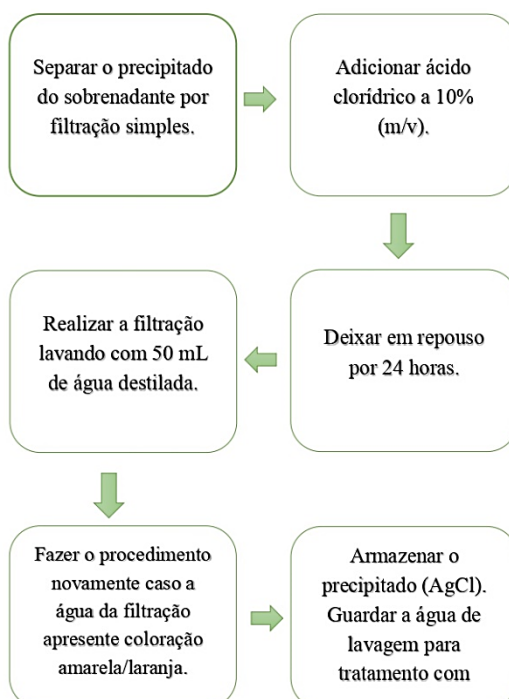 Separar o precipitado
do sobrenadante por
filtração simples.
Adicionar ácido
clorídrico a 10%
(m/v).
Deixar em repouso
por 24 horas.
Realizar a filtração
lavando com 50 mL
de água destilada.
Fazer o procedimento
novamente caso a
água da filtração
apresente coloração
amarela/laranja.
Armazenar o
precipitado (AgCl).
Guardar a água de
lavagem para
tratamento com